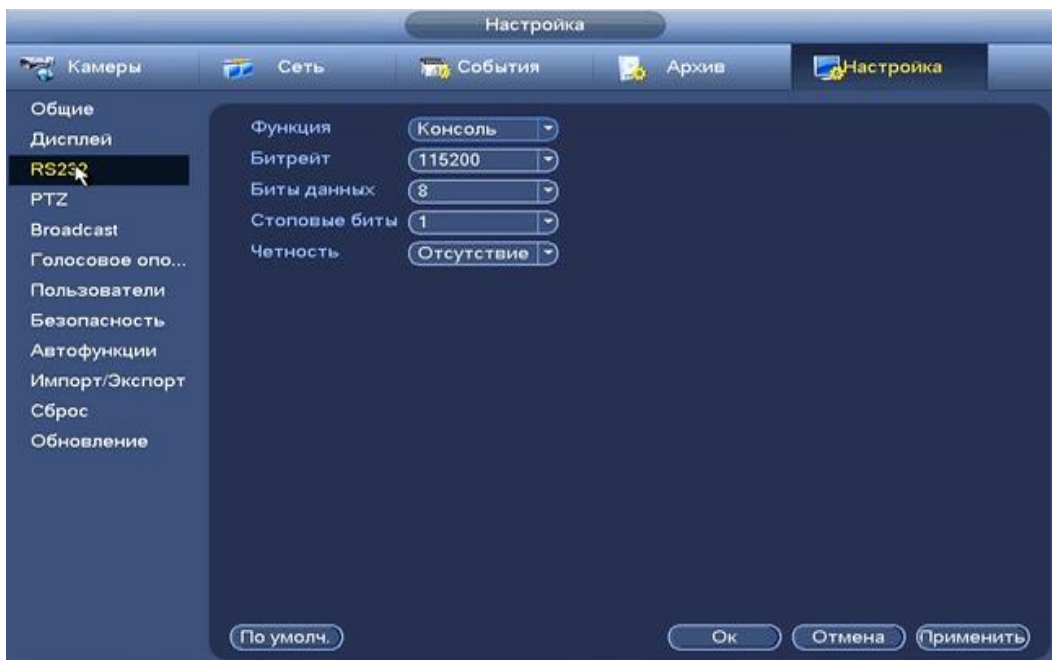 Настройка
Камеры Сеть События Архив Настройка
Общие
Дисплей
RS232
PTZ
Broadcast
Голосовое опо...
Пользователи
Безопасность
Автофункции
Импорт/Экспорт
Сброс
Обновление
Функция Консоль
Битрейт 115200
Биты данных 8
Стоповые биты 1
Четность Отсутствие
По умолч. Ок Отмена Применить